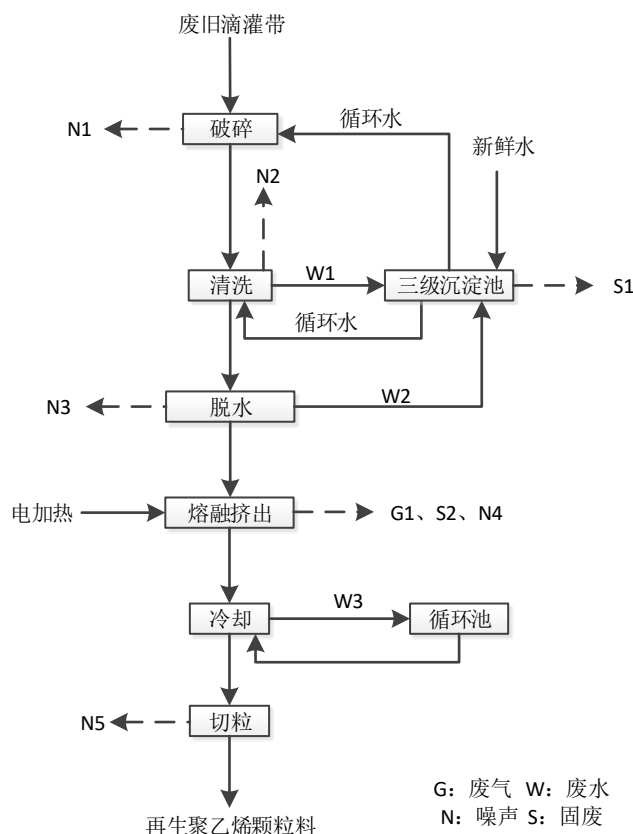 废旧滴灌带
N1
破碎
循环水
新鲜水
N2
清洗
W1
三级沉淀池
S1
循环水
N3
脱水
W2
电加热
熔融挤出
G1、S2、N4
冷却
W3
循环池
N5
切粒
再生聚乙烯颗粒料
G：废气 W：废水
N：噪声 S：固废